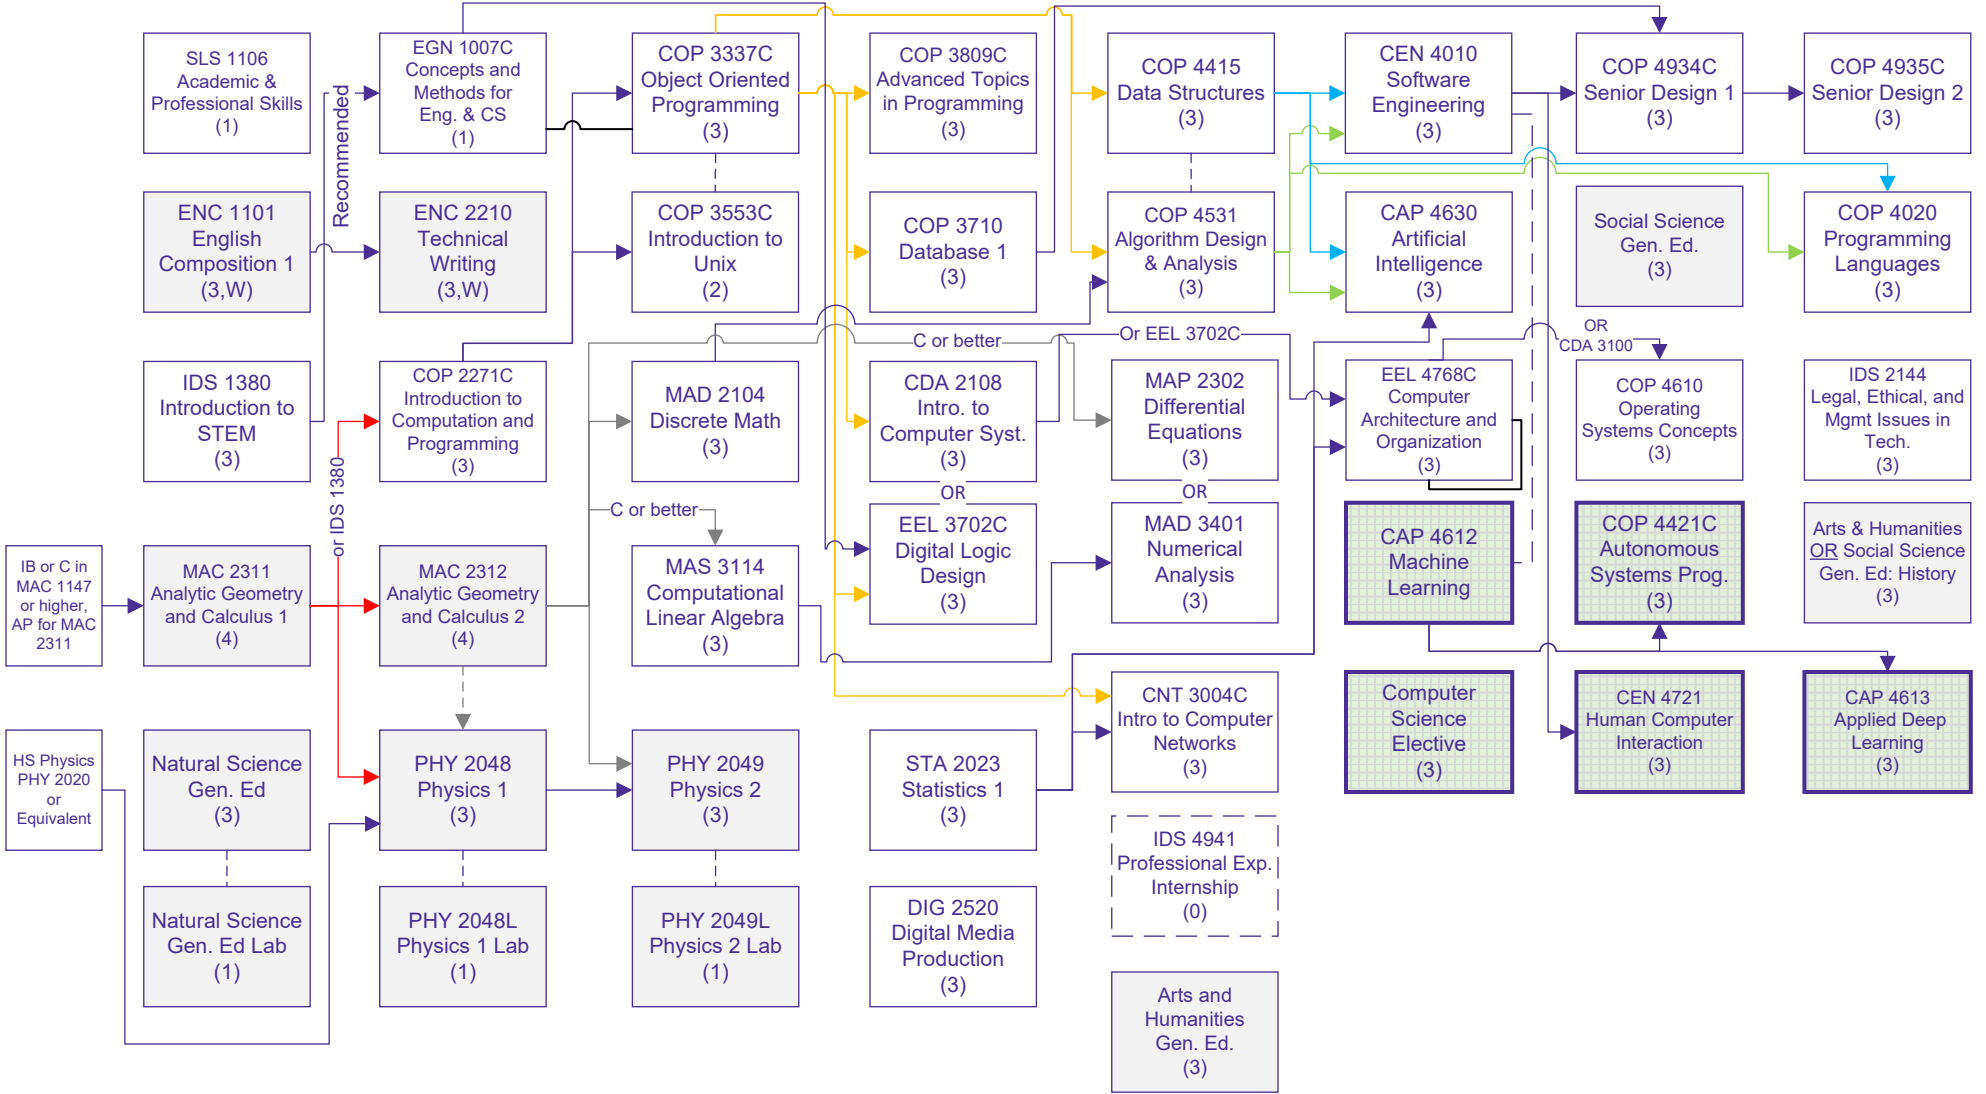 SLS 1106
Academic &
Professional Skills
(1)
Recommended
EGN 1007C
Concepts and
Methods for
Eng. & CS
(1)
COP 3337C
Object Oriented
Programming
(3)
COP 3809C
Advanced Topics
in Programming
(3)
COP 4415
Data Structures
(3)
CEN 4010
Software
Engineering
(3)
COP 4934C
Senior Design 1
(3)
COP 4935C
Senior Design 2
(3)
ENC 1101
English
Composition 1
(3,W)
ENC 2210
Technical
Writing
(3,W)
COP 3553C
Introduction to
Unix
(2)
COP 3710
Database 1
(3)
COP 4531
Algorithm Design
& Analysis
(3)
CAP 4630
Artificial
Intelligence
(3)
Social Science
Gen. Ed.
(3)
COP 4020
Programming
Languages
(3)
C or better
Or EEL 3702C
OR
CDA 3100
IDS 1380
Introduction to
STEM
(3)
COP 2271C
Introduction to
Computation and
Programming
(3)
MAD 2104
Discrete Math
(3)
CDA 2108
Intro. to
Computer Syst.
(3)
MAP 2302
Differential
Equations
(3)
EEL 4768C
Computer
Architecture and
Organization
(3)
COP 4610
Operating
Systems Concepts
(3)
IDS 2144
Legal, Ethical, and
Mgmt Issues in
Tech.
(3)
or IDS 1380
C or better
OR
OR
IB or C in
MAC 1147
or higher,
AP for MAC
2311
MAC 2311
Analytic Geometry
and Calculus 1
(4)
MAC 2312
Analytic Geometry
and Calculus 2
(4)
MAS 3114
Computational
Linear Algebra
(3)
EEL 3702C
Digital Logic
Design
(3)
MAD 3401
Numerical
Analysis
(3)
CAP 4612
Machine
Learning
COP 4421C
Autonomous
Systems Prog.
(3)
Arts & Humanities
OR Social Science
Gen. Ed: History
(3)
HS Physics
PHY 2020
or
Equivalent
Natural Science
Gen. Ed
(3)
PHY 2048
Physics 1
(3)
PHY 2049
Physics 2
(3)
STA 2023
Statistics 1
(3)
CNT 3004C
Intro to Computer
Networks
(3)
Computer
Science
Elective
(3)
CEN 4721
Human Computer
Interaction
(3)
CAP 4613
Applied Deep
Learning
(3)
Natural Science
Gen. Ed Lab
(1)
PHY 2048L
Physics 1 Lab
(1)
PHY 2049L
Physics 2 Lab
(1)
DIG 2520
Digital Media
Production
(3)
IDS 4941
Professional Exp.
Internship
(0)
Arts and
Humanities
Gen. Ed.
(3)